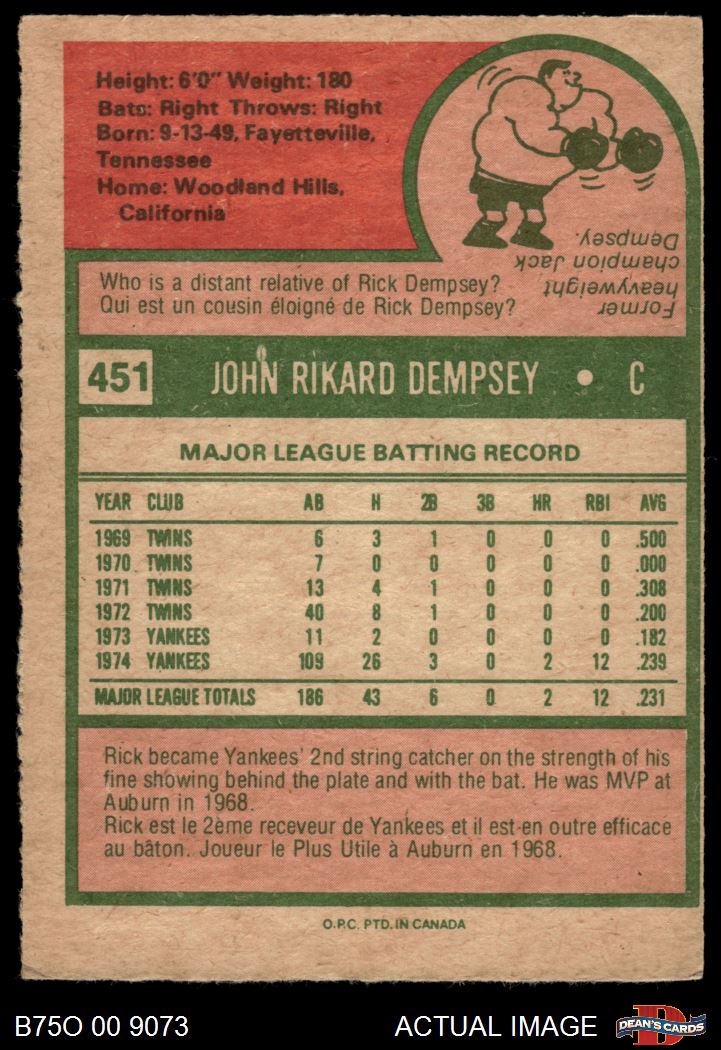 Height: 6'0" Weight: 180
Bats: Right Throws: Right
Born: 9-13-49, Fayetteville,
Tennessee
Home: Woodland Hills,
California
Who is a distant relative of Rick Dempsey?
Qui est un cousin éloigné de Rick Dempsey?
Former
heavyweight
champion Jack
Dempsey.
451 JOHN RIKARD DEMPSEY • C
MAJOR LEAGUE BATTING RECORD
YEAR CLUB AB H 2B 3B HR RBI AVG
1969 TWINS 6 3 1 0 0 0 .500
1970 TWINS 7 0 0 0 0 0 .000
1971 TWINS 13 4 1 0 0 0 .308
1972 TWINS 40 8 1 0 0 0 .200
1973 YANKEES 11 2 0 0 0 0 .182
1974 YANKEES 109 26 3 0 2 12 .239
MAJOR LEAGUE TOTALS 186 43 6 0 2 12 .231
Rick became Yankees' 2nd string catcher on the strength of his
fine showing behind the plate and with the bat. He was MVP at
Auburn in 1968.
Rick est le 2ème receveur de Yankees et il est-en outre efficace
au bâton. Joueur le Plus Utile à Auburn en 1968.
O.P.C. PTD. IN CANADA
B75O 00 9073 ACTUAL IMAGE D DEAN'S CARDS